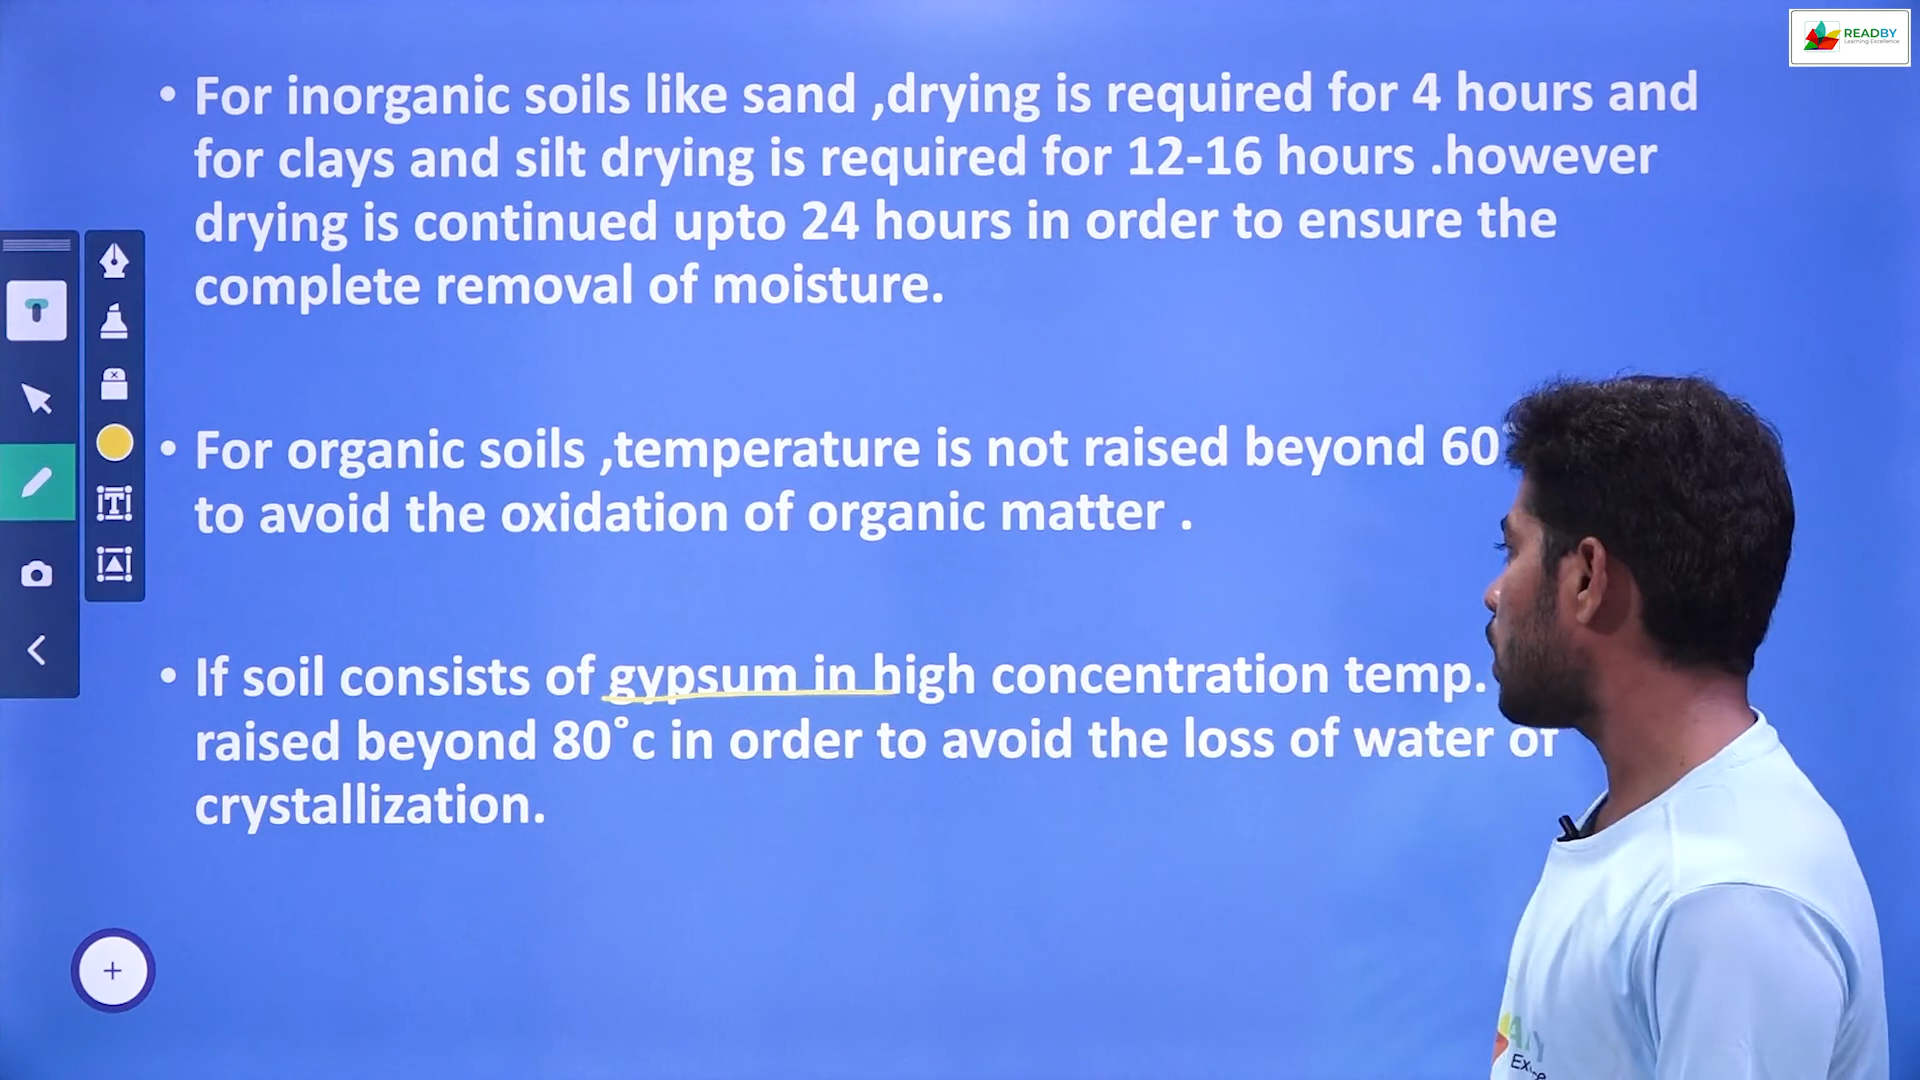 READBY
Learning Excellence
• For inorganic soils like sand ,drying is required for 4 hours and
for clays and silt drying is required for 12-16 hours .however
drying is continued upto 24 hours in order to ensure the
complete removal of moisture.
• For organic soils ,temperature is not raised beyond 60
to avoid the oxidation of organic matter .
• If soil consists of gypsum in high concentration temp.
raised beyond 80˚c in order to avoid the loss of water of
crystallization.